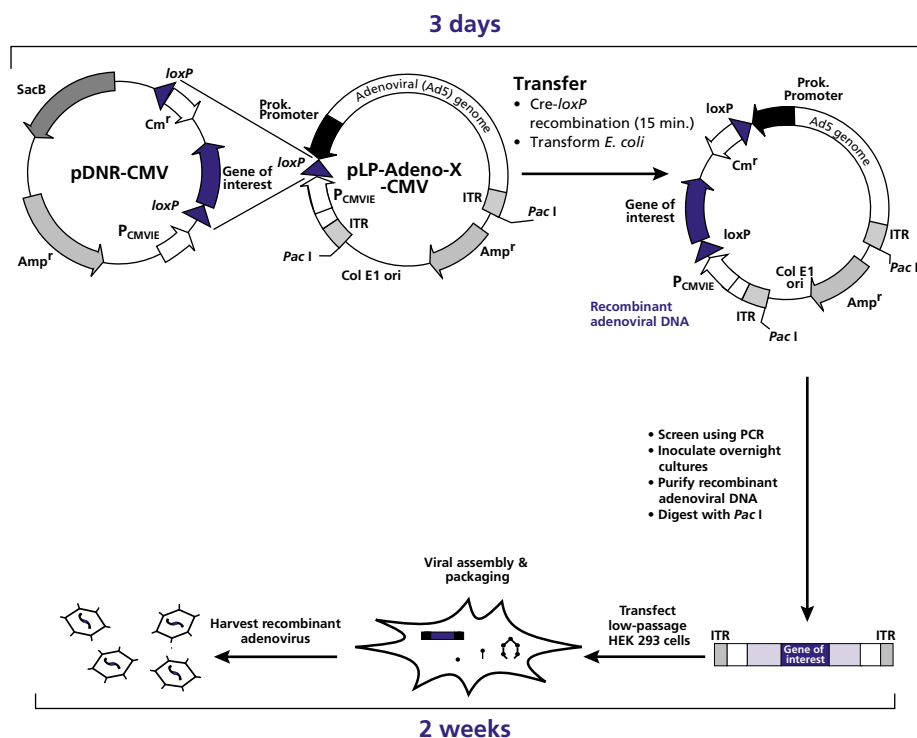 3 days
loxP
SacB
Cmr
pDNR-CMV
Gene of
interest
loxP
PCMVIE
Ampr
Prok.
Promoter
Adenoviral (Ad5) genome
loxP
pLP-Adeno-X
-CMV
PCMVIE
ITR
ITR
Pac I
Pac I
Col E1 ori
Ampr
Transfer
• Cre-loxP
recombination (15 min.)
• Transform E. coli
loxP
Prok.
Promoter
Ad5 genome
Cmr
Gene of
interest
loxP
ITR
Pac I
PCMVIE
Col E1
ori
Ampr
ITR
Pac I
Recombinant
adenoviral DNA
• Screen using PCR
• Inoculate overnight
cultures
• Purify recombinant
adenoviral DNA
• Digest with Pac I
Viral assembly &
packaging
Harvest recombinant
adenovirus
Transfect
low-passage
HEK 293 cells
ITR
ITR
Gene of
interest
2 weeks